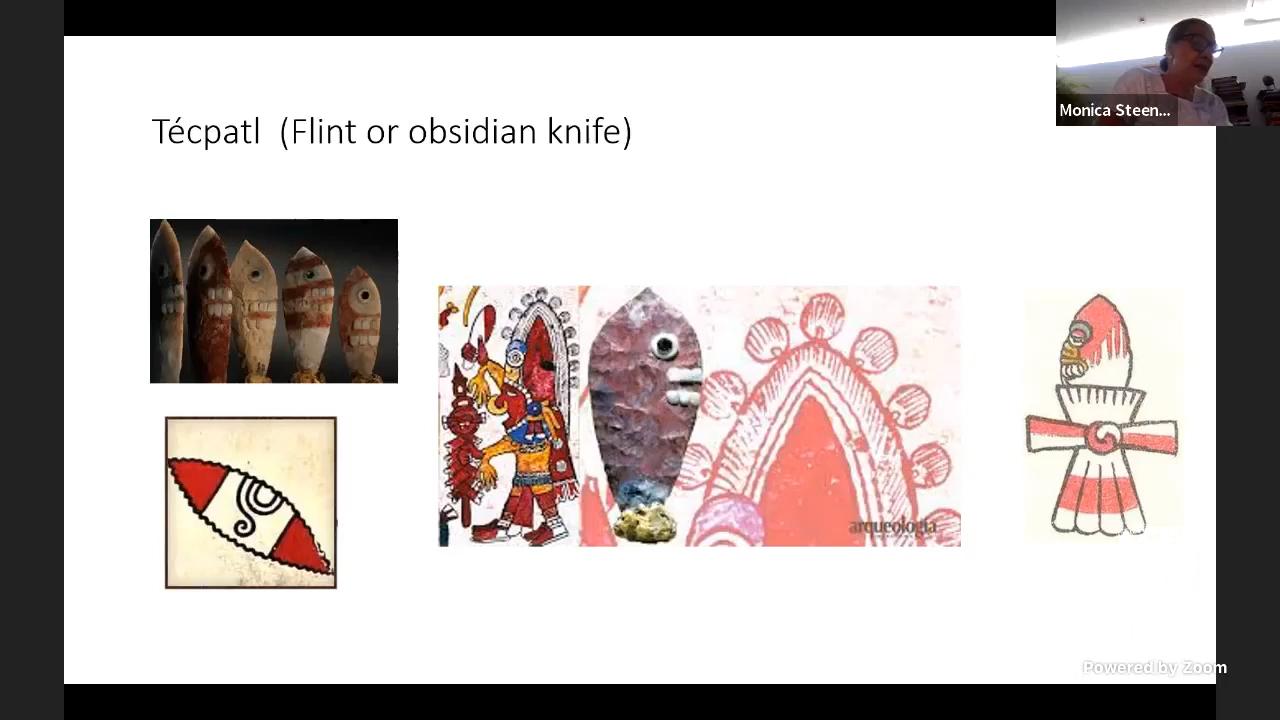 Técpatl (Flint or obsidian knife)
Monica Steen...
arqueología
Powered by Zoom